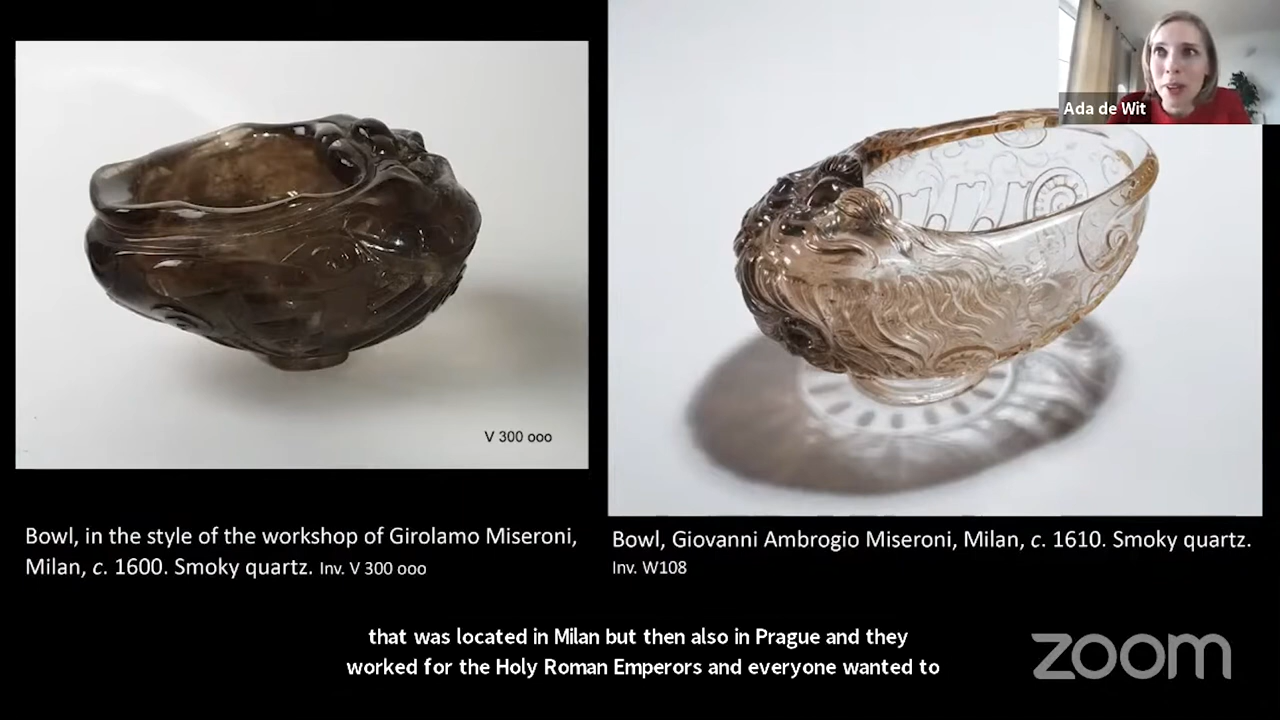 Ada de Wit
V 300 ooo
Bowl, in the style of the workshop of Girolamo Miseroni,
Milan, c. 1600. Smoky quartz. Inv. V 300 ooo
Bowl, Giovanni Ambrogio Miseroni, Milan, c. 1610. Smoky quartz.
Inv. W108
that was located in Milan but then also in Prague and they
worked for the Holy Roman Emperors and everyone wanted to
zoom